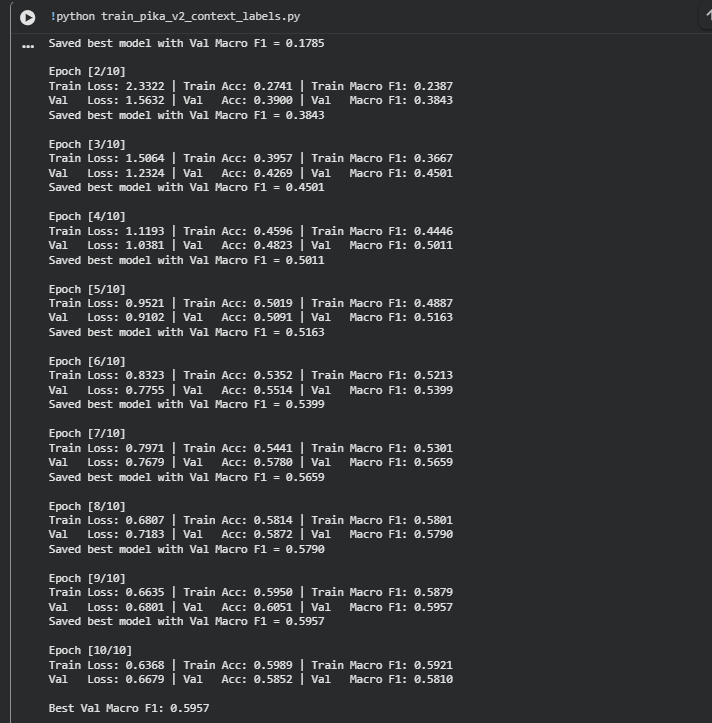 !python train_pika_v2_context_labels.py
... Saved best model with Val Macro F1 = 0.1785
Epoch [2/10]
Train Loss: 2.3322 | Train Acc: 0.2741 | Train Macro F1: 0.2387
Val   Loss: 1.5632 | Val   Acc: 0.3900 | Val   Macro F1: 0.3843
Saved best model with Val Macro F1 = 0.3843
Epoch [3/10]
Train Loss: 1.5064 | Train Acc: 0.3957 | Train Macro F1: 0.3667
Val   Loss: 1.2324 | Val   Acc: 0.4269 | Val   Macro F1: 0.4501
Saved best model with Val Macro F1 = 0.4501
Epoch [4/10]
Train Loss: 1.1193 | Train Acc: 0.4596 | Train Macro F1: 0.4446
Val   Loss: 1.0381 | Val   Acc: 0.4823 | Val   Macro F1: 0.5011
Saved best model with Val Macro F1 = 0.5011
Epoch [5/10]
Train Loss: 0.9521 | Train Acc: 0.5019 | Train Macro F1: 0.4887
Val   Loss: 0.9102 | Val   Acc: 0.5091 | Val   Macro F1: 0.5163
Saved best model with Val Macro F1 = 0.5163
Epoch [6/10]
Train Loss: 0.8323 | Train Acc: 0.5352 | Train Macro F1: 0.5213
Val   Loss: 0.7755 | Val   Acc: 0.5514 | Val   Macro F1: 0.5399
Saved best model with Val Macro F1 = 0.5399
Epoch [7/10]
Train Loss: 0.7971 | Train Acc: 0.5441 | Train Macro F1: 0.5301
Val   Loss: 0.7679 | Val   Acc: 0.5780 | Val   Macro F1: 0.5659
Saved best model with Val Macro F1 = 0.5659
Epoch [8/10]
Train Loss: 0.6807 | Train Acc: 0.5814 | Train Macro F1: 0.5801
Val   Loss: 0.7183 | Val   Acc: 0.5872 | Val   Macro F1: 0.5790
Saved best model with Val Macro F1 = 0.5790
Epoch [9/10]
Train Loss: 0.6635 | Train Acc: 0.5950 | Train Macro F1: 0.5879
Val   Loss: 0.6801 | Val   Acc: 0.6051 | Val   Macro F1: 0.5957
Saved best model with Val Macro F1 = 0.5957
Epoch [10/10]
Train Loss: 0.6368 | Train Acc: 0.5989 | Train Macro F1: 0.5921
Val   Loss: 0.6679 | Val   Acc: 0.5852 | Val   Macro F1: 0.5810
Best Val Macro F1: 0.5957